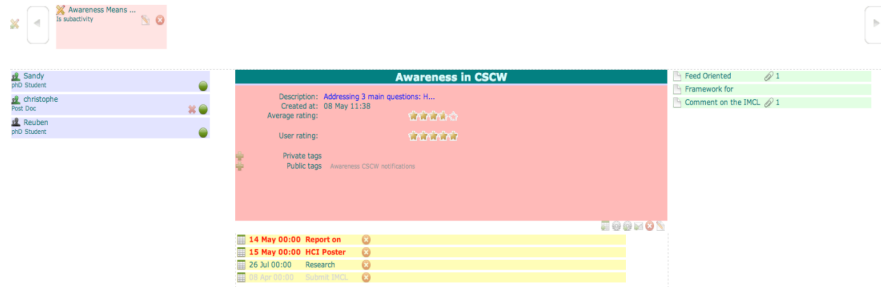 Awareness Means ...
Is subactivity
Sandy
phD Student
christophe
Post Doc
Reuben
phD Student
Awareness in CSCW
Description: Addressing 3 main questions: H...
Created at: 08 May 11:38
Average rating:
User rating:
Private tags
Public tags Awareness CSCW notifications
14 May 00:00 Report on
15 May 00:00 HCI Poster
26 Jul 00:00 Research
08 Apr 00:00 Submit IMCL
Feed Oriented 1
Framework for
Comment on the IMCL 1